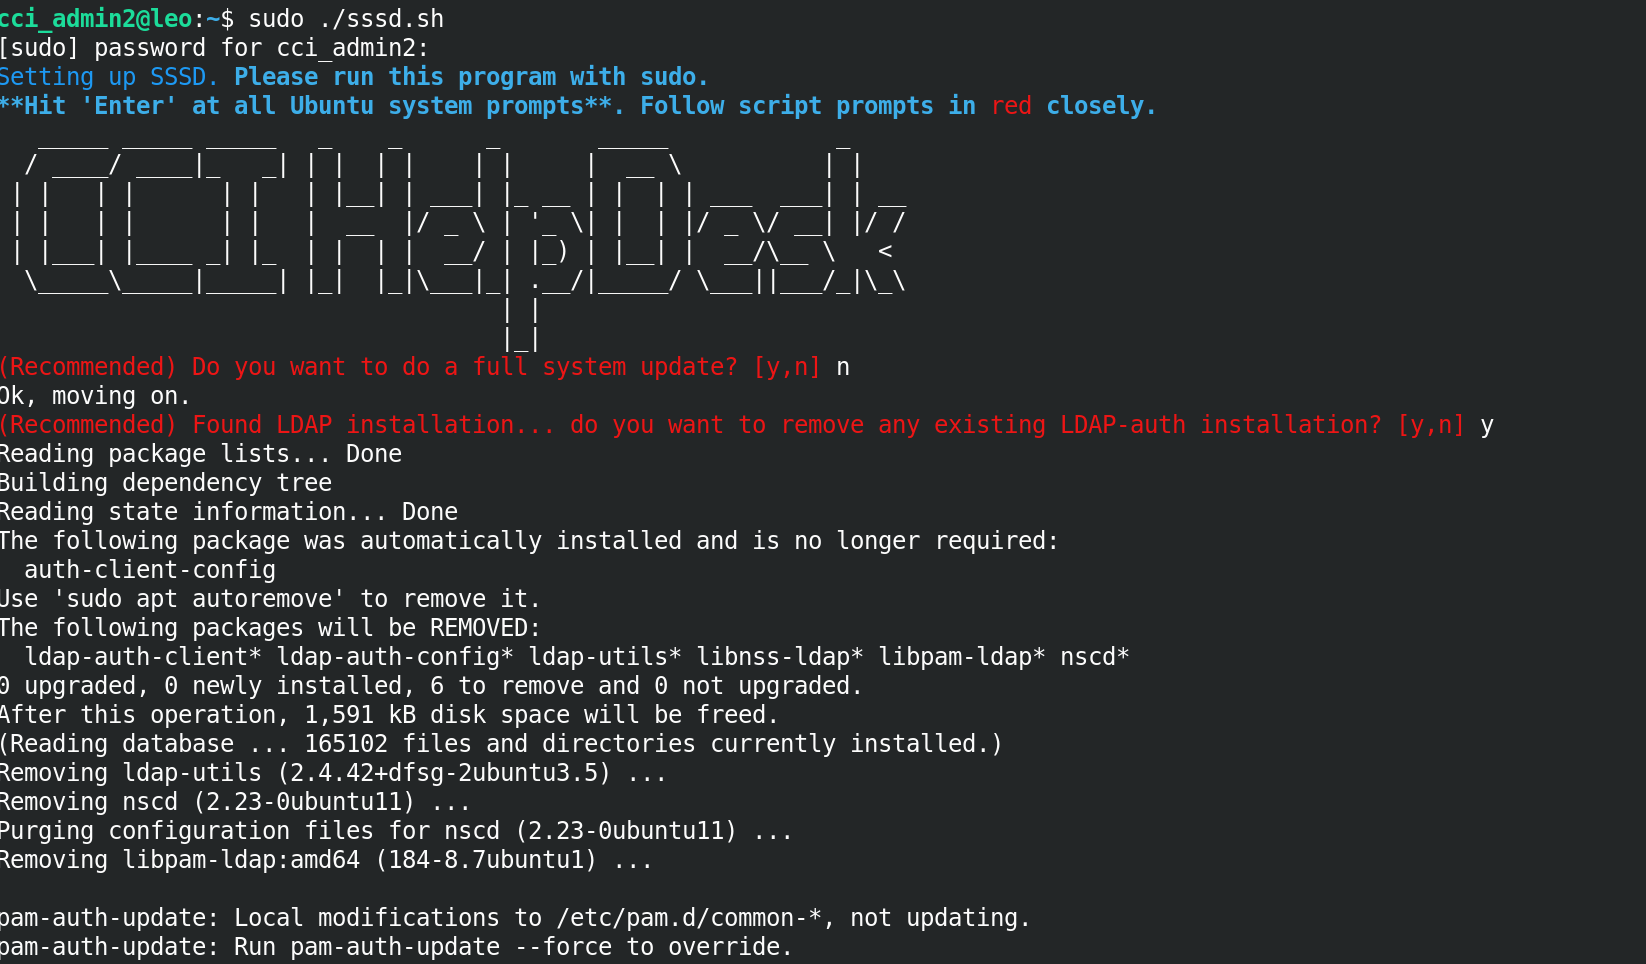 cci_admin2@leo:~$ sudo ./sssd.sh
[sudo] password for cci_admin2:
Setting up SSSD. Please run this program with sudo.
**Hit 'Enter' at all Ubuntu system prompts**. Follow script prompts in red closely.
CCI HelpDesk
(Recommended) Do you want to do a full system update? [y,n] n
Ok, moving on.
(Recommended) Found LDAP installation... do you want to remove any existing LDAP-auth installation? [y,n] y
Reading package lists... Done
Building dependency tree
Reading state information... Done
The following package was automatically installed and is no longer required:
  auth-client-config
Use 'sudo apt autoremove' to remove it.
The following packages will be REMOVED:
  ldap-auth-client* ldap-auth-config* ldap-utils* libnss-ldap* libpam-ldap* nscd*
0 upgraded, 0 newly installed, 6 to remove and 0 not upgraded.
After this operation, 1,591 kB disk space will be freed.
(Reading database ... 165102 files and directories currently installed.)
Removing ldap-utils (2.4.42+dfsg-2ubuntu3.5) ...
Removing nscd (2.23-0ubuntu11) ...
Purging configuration files for nscd (2.23-0ubuntu11) ...
Removing libpam-ldap:amd64 (184-8.7ubuntu1) ...
pam-auth-update: Local modifications to /etc/pam.d/common-*, not updating.
pam-auth-update: Run pam-auth-update --force to override.